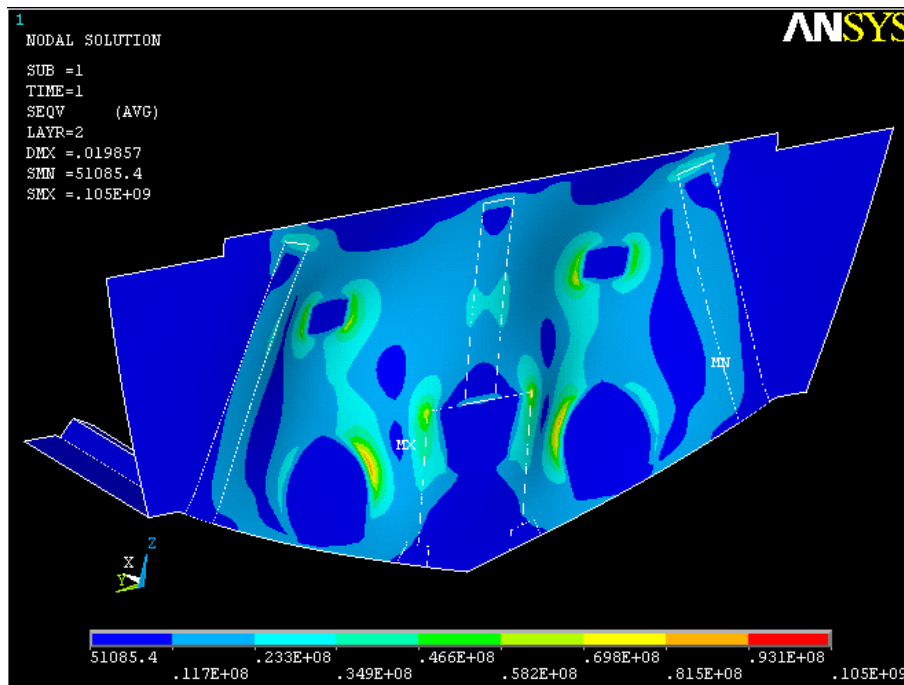 1
ANSYS
NODAL SOLUTION
SUB =1
TIME=1
SEQV (AVG)
LAYR=2
DMX =.019857
SMN =51085.4
SMX =.105E+09
MN
MX
Z
X
Y
51085.4 .233E+08 .466E+08 .698E+08 .931E+08
.117E+08 .349E+08 .582E+08 .815E+08 .105E+09